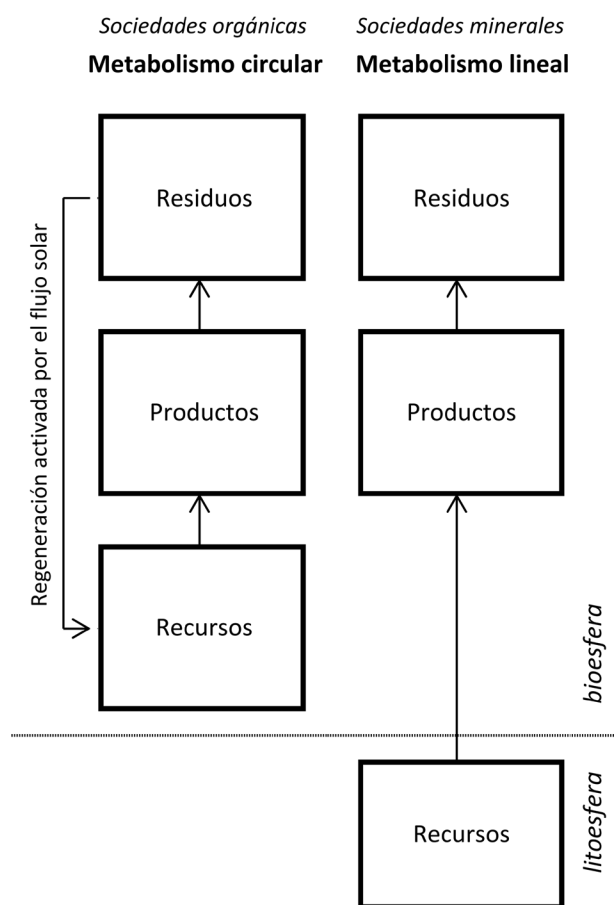 Sociedades orgánicas
Metabolismo circular
Residuos
Productos
Recursos
Regeneración activada por el flujo solar
Sociedades minerales
Metabolismo lineal
Residuos
Productos
Recursos
bioesfera
litoesfera